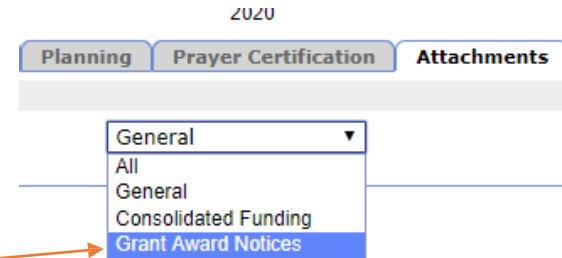 2020
Planning Prayer Certification Attachments
General
All
General
Consolidated Funding
Grant Award Notices